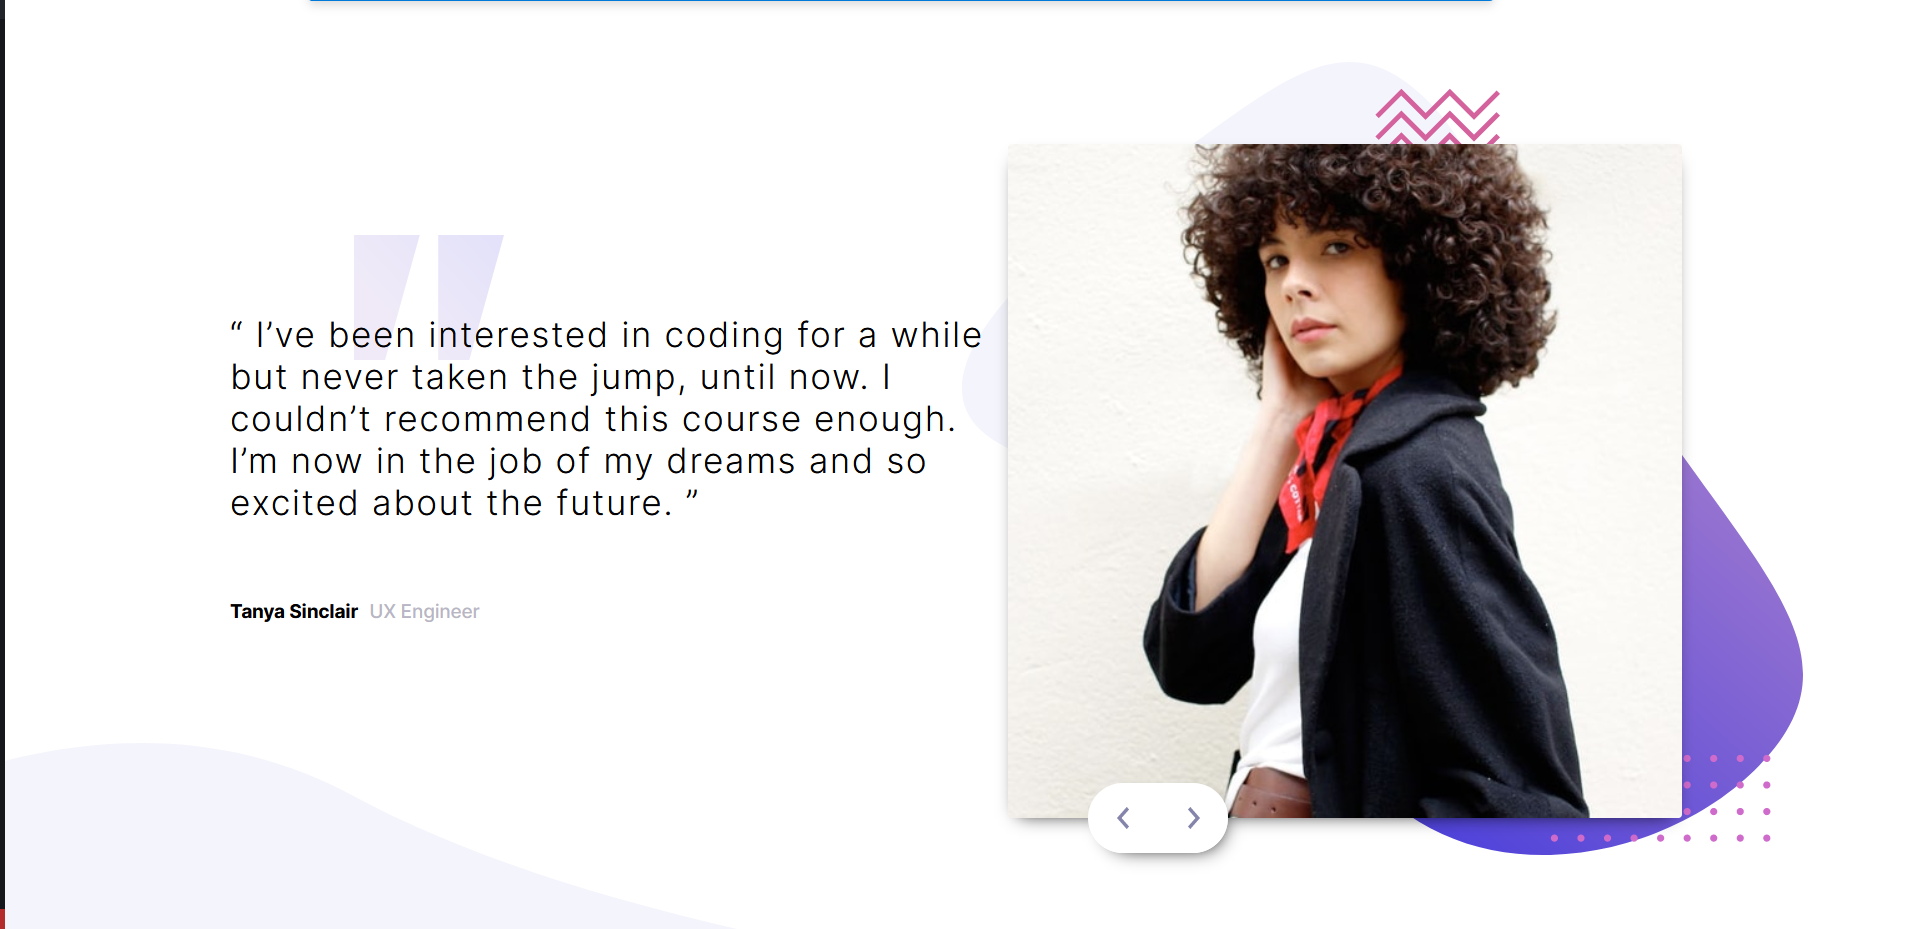 “ I’ve been interested in coding for a while
but never taken the jump, until now. I
couldn’t recommend this course enough.
I’m now in the job of my dreams and so
excited about the future. ”
Tanya Sinclair UX Engineer